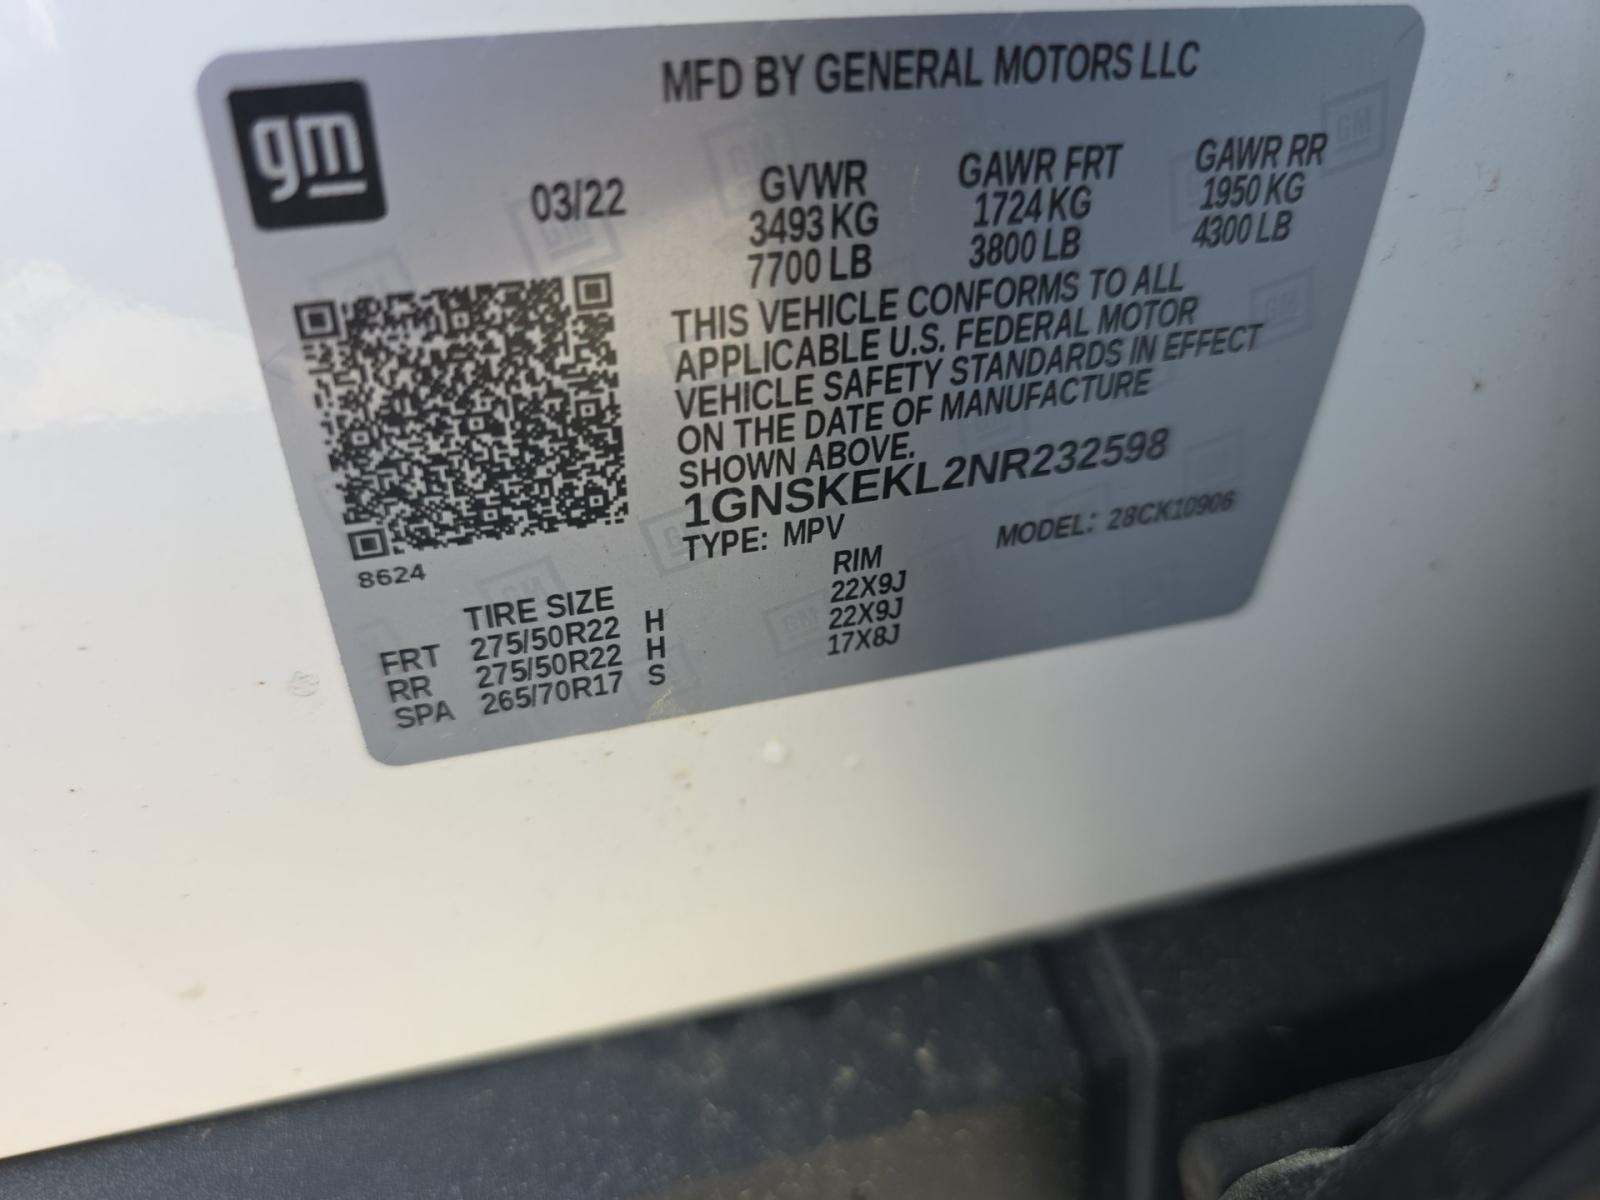 gm
MFD BY GENERAL MOTORS LLC
03/22
GVWR GAWR FRT GAWR RR
3493 KG 1724 KG 1950 KG
7700 LB 3800 LB 4300 LB
THIS VEHICLE CONFORMS TO ALL
APPLICABLE U.S. FEDERAL MOTOR
VEHICLE SAFETY STANDARDS IN EFFECT
ON THE DATE OF MANUFACTURE
SHOWN ABOVE.
1GNSKEKL2NR232598
TYPE: MPV MODEL: 28CK10906
8624
TIRE SIZE RIM
FRT 275/50R22 H 22X9J
RR 275/50R22 H 22X9J
SPA 265/70R17 S 17X8J